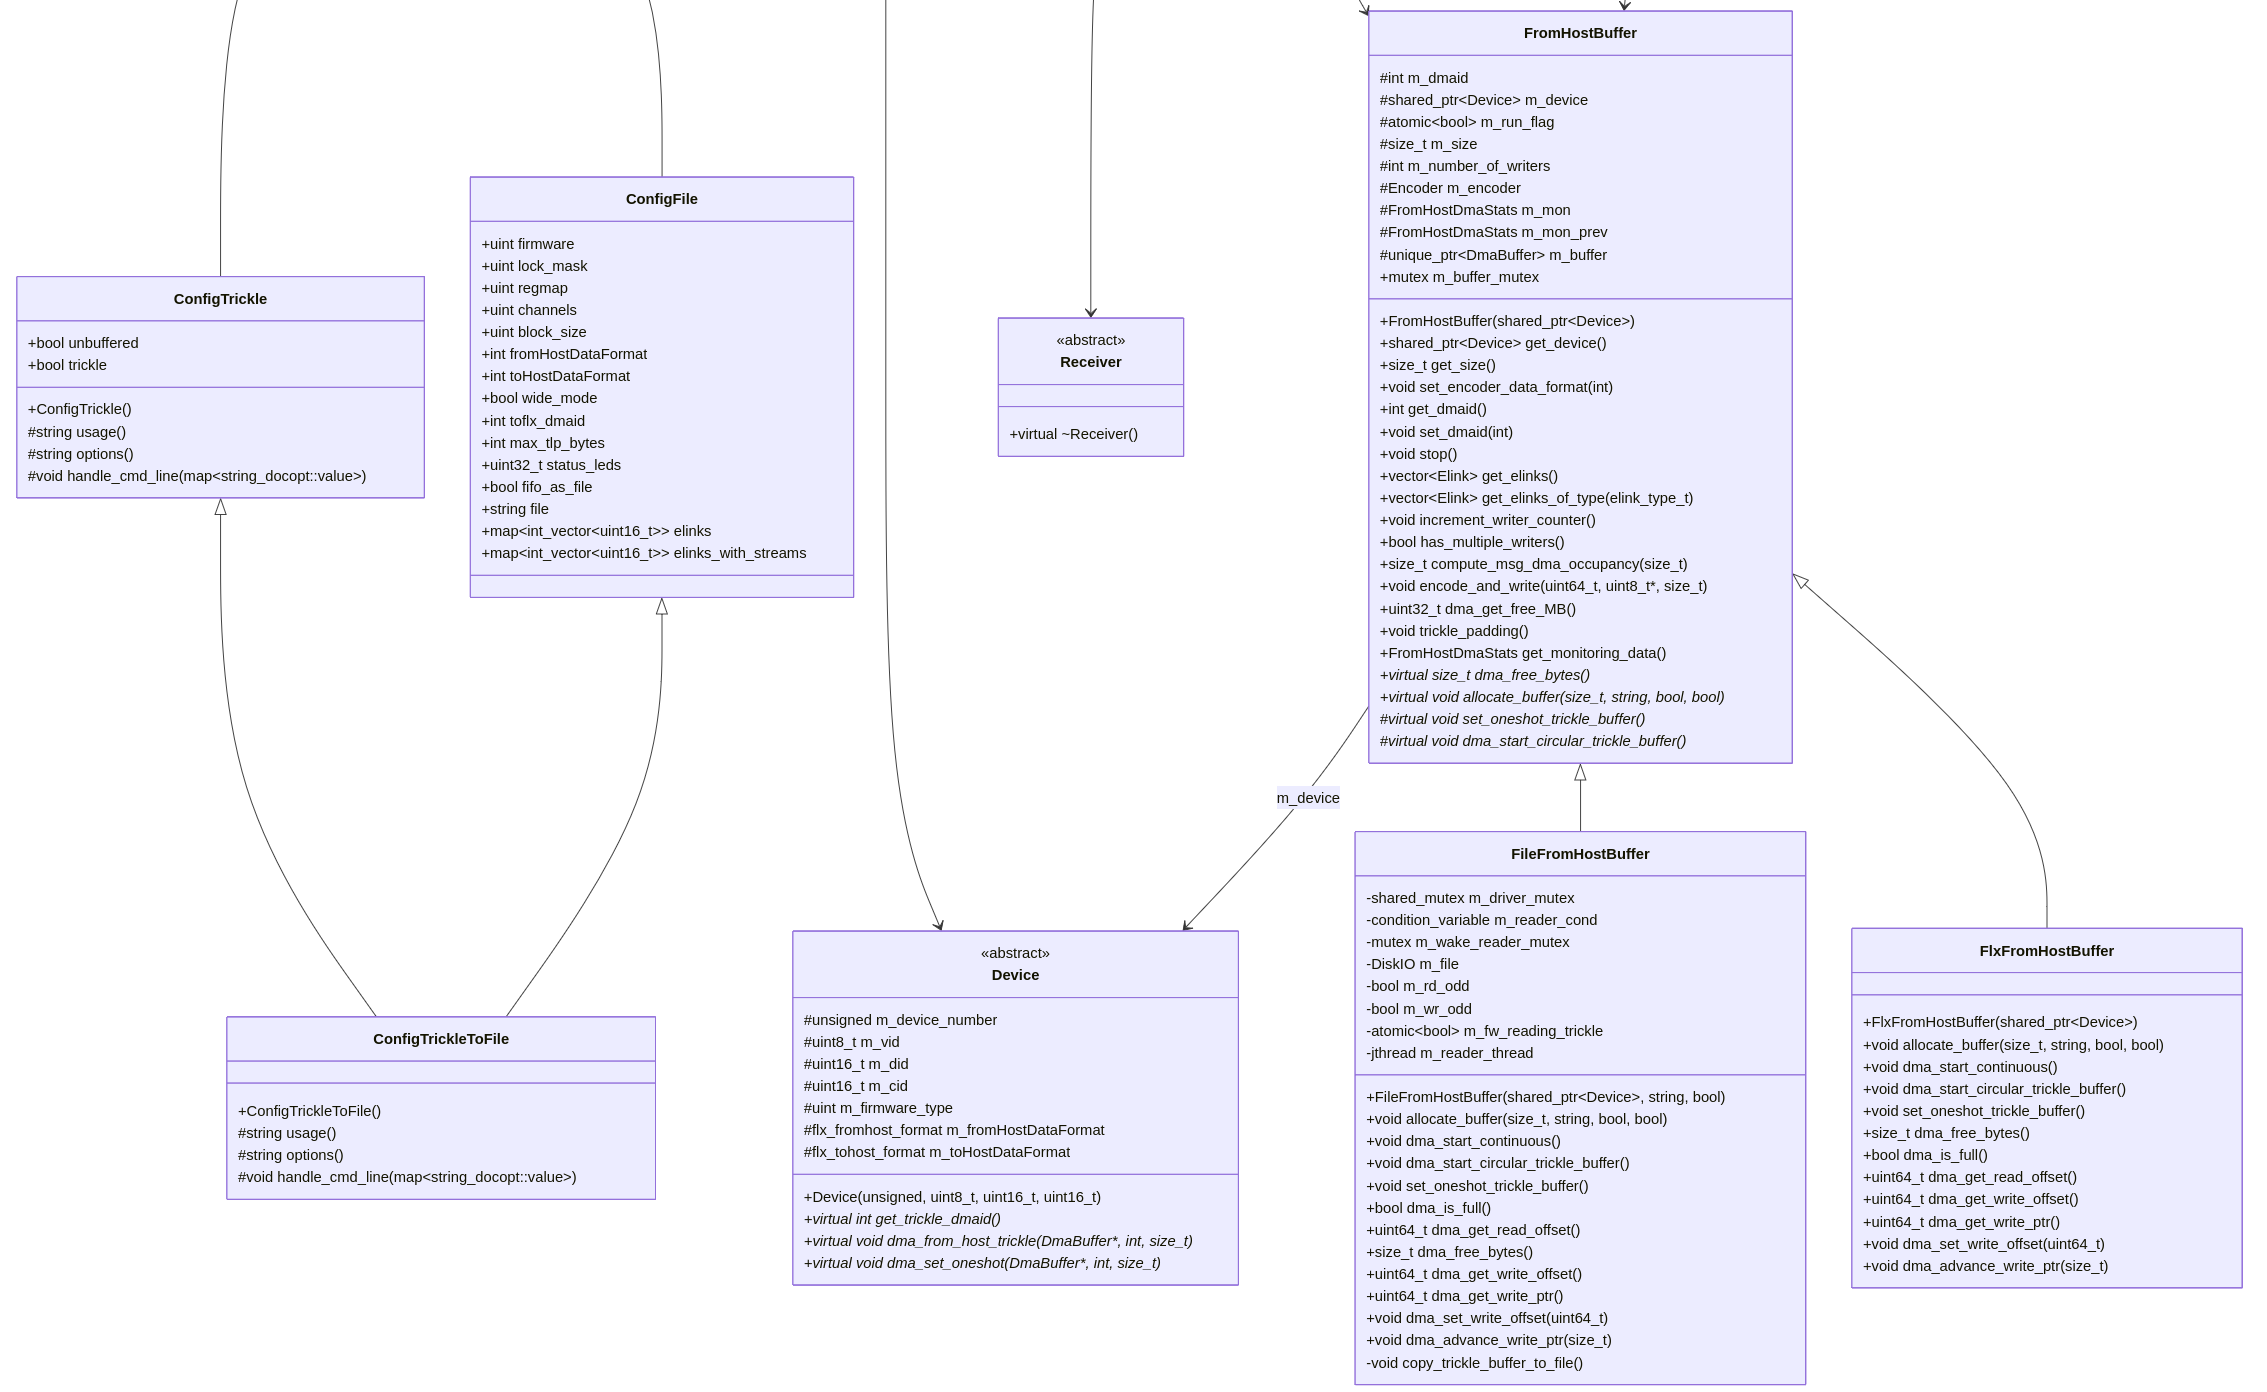 FromHostBuffer
#int m_dmaid
#shared_ptr<Device> m_device
#atomic<bool> m_run_flag
#size_t m_size
#int m_number_of_writers
#Encoder m_encoder
#FromHostDmaStats m_mon
#FromHostDmaStats m_mon_prev
#unique_ptr<DmaBuffer> m_buffer
+mutex m_buffer_mutex
+FromHostBuffer(shared_ptr<Device>)
+shared_ptr<Device> get_device()
+size_t get_size()
+void set_encoder_data_format(int)
+int get_dmaid()
+void set_dmaid(int)
+void stop()
+vector<Elink> get_elinks()
+vector<Elink> get_elinks_of_type(elink_type_t)
+void increment_writer_counter()
+bool has_multiple_writers()
+size_t compute_msg_dma_occupancy(size_t)
+void encode_and_write(uint64_t, uint8_t*, size_t)
+uint32_t dma_get_free_MB()
+void trickle_padding()
+FromHostDmaStats get_monitoring_data()
+virtual size_t dma_free_bytes()
+virtual void allocate_buffer(size_t, string, bool, bool)
#virtual void set_oneshot_trickle_buffer()
#virtual void dma_start_circular_trickle_buffer()
ConfigFile
+uint firmware
+uint lock_mask
+uint regmap
+uint channels
+uint block_size
+int fromHostDataFormat
+int toHostDataFormat
+bool wide_mode
+int toflx_dmaid
+int max_tlp_bytes
+uint32_t status_leds
+bool fifo_as_file
+string file
+map<int_vector<uint16_t>> elinks
+map<int_vector<uint16_t>> elinks_with_streams
ConfigTrickle
+bool unbuffered
+bool trickle
+ConfigTrickle()
#string usage()
#string options()
#void handle_cmd_line(map<string_docopt::value>)
«abstract»
Receiver
+virtual ~Receiver()
m_device
FileFromHostBuffer
-shared_mutex m_driver_mutex
-condition_variable m_reader_cond
-mutex m_wake_reader_mutex
-DiskIO m_file
-bool m_rd_odd
-bool m_wr_odd
-atomic<bool> m_fw_reading_trickle
-jthread m_reader_thread
+FileFromHostBuffer(shared_ptr<Device>, string, bool)
+void allocate_buffer(size_t, string, bool, bool)
+void dma_start_continuous()
+void dma_start_circular_trickle_buffer()
+void set_oneshot_trickle_buffer()
+bool dma_is_full()
+uint64_t dma_get_read_offset()
+size_t dma_free_bytes()
+uint64_t dma_get_write_offset()
+uint64_t dma_get_write_ptr()
+void dma_set_write_offset(uint64_t)
+void dma_advance_write_ptr(size_t)
-void copy_trickle_buffer_to_file()
FlxFromHostBuffer
+FlxFromHostBuffer(shared_ptr<Device>)
+void allocate_buffer(size_t, string, bool, bool)
+void dma_start_continuous()
+void dma_start_circular_trickle_buffer()
+void set_oneshot_trickle_buffer()
+size_t dma_free_bytes()
+bool dma_is_full()
+uint64_t dma_get_read_offset()
+uint64_t dma_get_write_offset()
+uint64_t dma_get_write_ptr()
+void dma_set_write_offset(uint64_t)
+void dma_advance_write_ptr(size_t)
«abstract»
Device
#unsigned m_device_number
#uint8_t m_vid
#uint16_t m_did
#uint16_t m_cid
#uint m_firmware_type
#flx_fromhost_format m_fromHostDataFormat
#flx_tohost_format m_toHostDataFormat
+Device(unsigned, uint8_t, uint16_t, uint16_t)
+virtual int get_trickle_dmaid()
+virtual void dma_from_host_trickle(DmaBuffer*, int, size_t)
+virtual void dma_set_oneshot(DmaBuffer*, int, size_t)
ConfigTrickleToFile
+ConfigTrickleToFile()
#string usage()
#string options()
#void handle_cmd_line(map<string_docopt::value>)